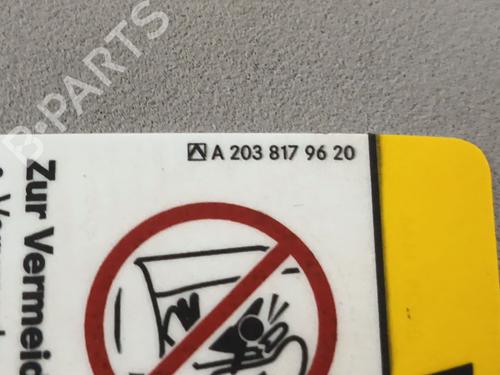 B-PARTS
A 203 817 96 20
Zur Vermeid